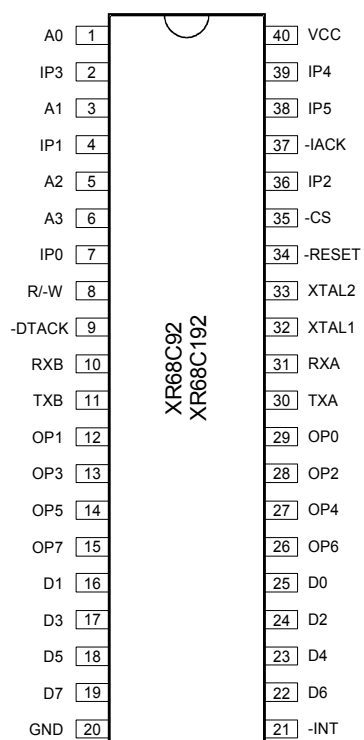 A0 1 40 VCC
IP3 2 39 IP4
A1 3 38 IP5
IP1 4 37 -IACK
A2 5 36 IP2
A3 6 35 -CS
IP0 7 34 -RESET
R/-W 8 33 XTAL2
-DTACK 9 32 XTAL1
RXB 10 31 RXA
TXB 11 30 TXA
OP1 12 29 OP0
OP3 13 28 OP2
OP5 14 27 OP4
OP7 15 26 OP6
D1 16 25 D0
D3 17 24 D2
D5 18 23 D4
D7 19 22 D6
GND 20 21 -INT
XR68C92
XR68C192